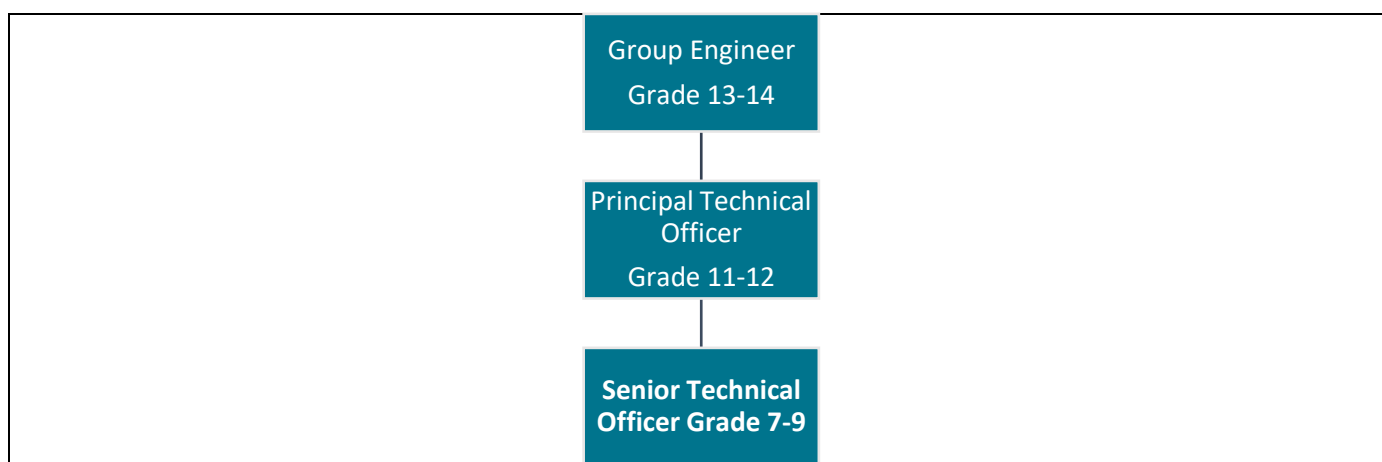 Group Engineer
Grade 13-14
Principal Technical
Officer
Grade 11-12
Senior Technical
Officer Grade 7-9